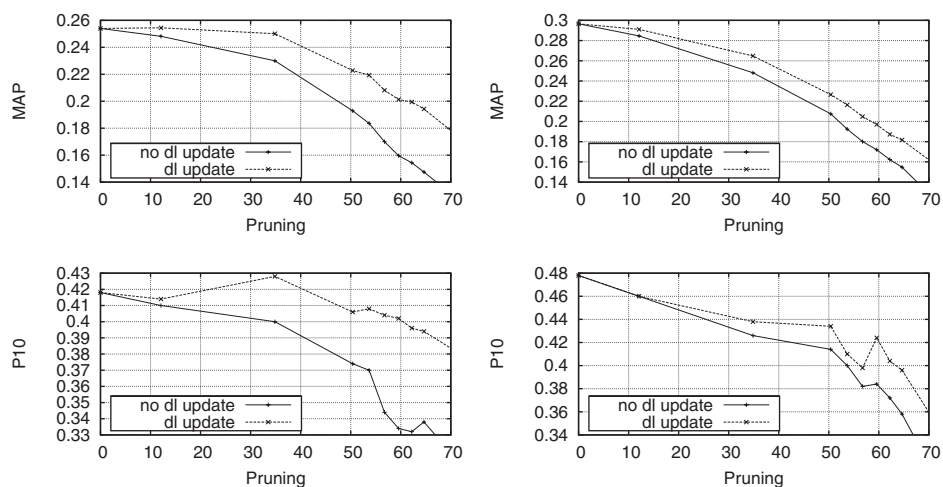 0.26
0.24
0.22
0.2
0.18
0.16
0.14
MAP
no dl update
dl update
0 10 20 30 40 50 60 70
Pruning
0.3
0.28
0.26
0.24
0.22
0.2
0.18
0.16
0.14
MAP
no dl update
dl update
0 10 20 30 40 50 60 70
Pruning
0.43
0.42
0.41
0.4
0.39
0.38
0.37
0.36
0.35
0.34
0.33
P10
no dl update
dl update
0 10 20 30 40 50 60 70
Pruning
0.48
0.46
0.44
0.42
0.4
0.38
0.36
0.34
P10
no dl update
dl update
0 10 20 30 40 50 60 70
Pruning